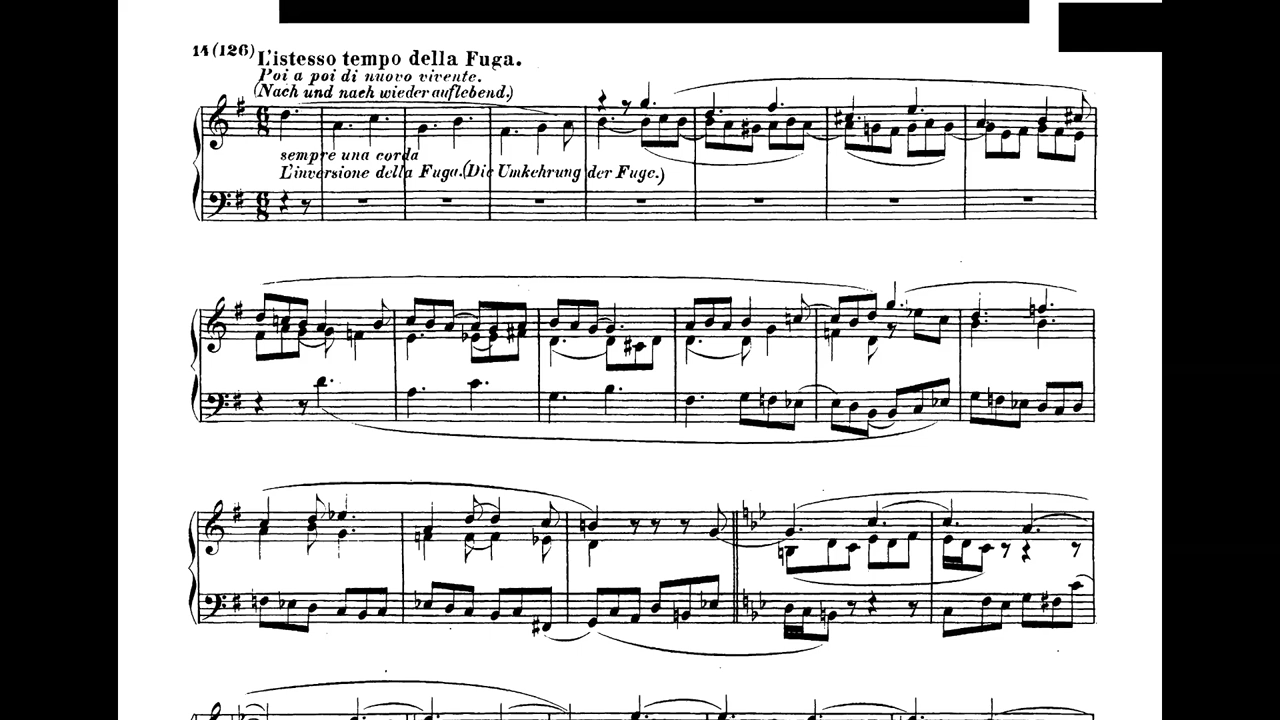 14(126)
L'istesso tempo della Fuga.
Poi a poi di nuovo vivente.
(Nach und nach wieder auflebend.)
sempre una corda
L'inversione della Fuga.(Die Umkehrung der Fuge.)